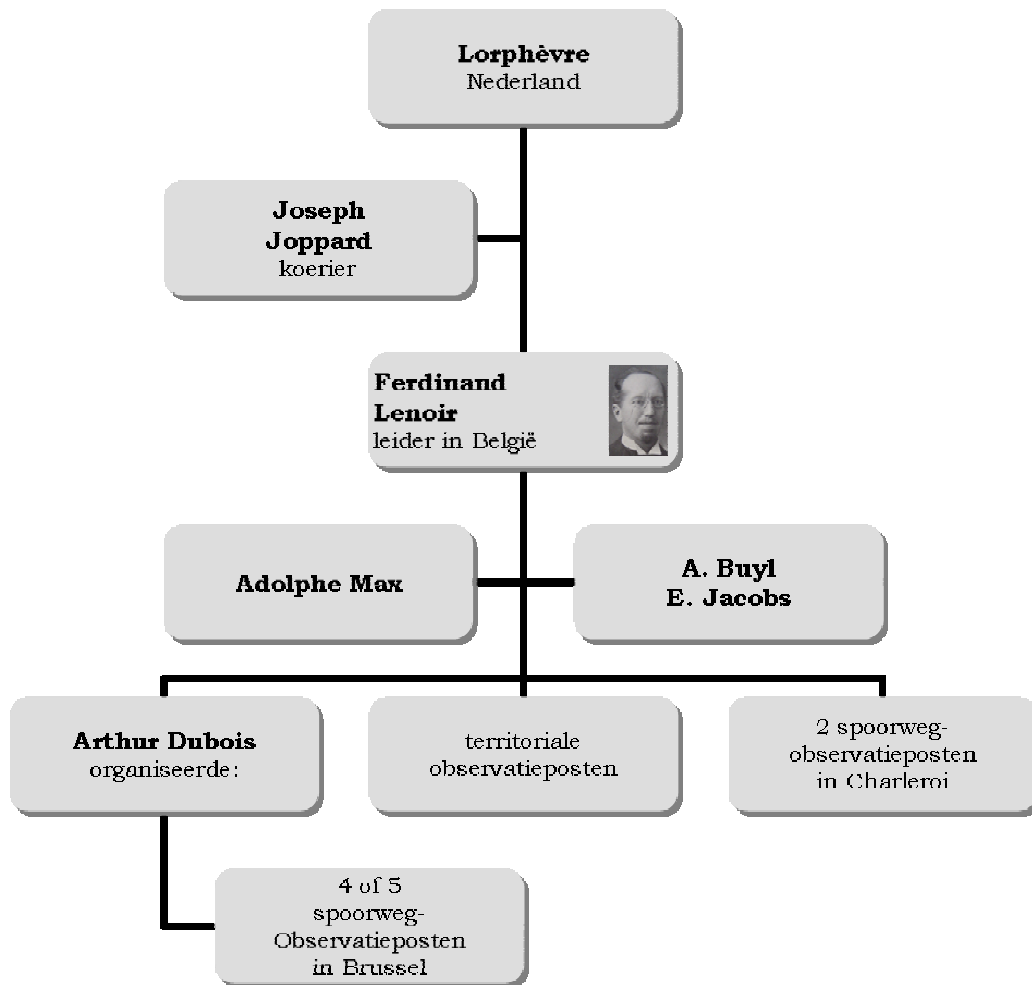 Lorphèvre
Nederland
Joseph
Joppard
koerier
Ferdinand
Lenoir
leider in België
Adolphe Max
A. Buyl
E. Jacobs
Arthur Dubois
organiseerde:
territoriale
observatieposten
2 spoorweg-
observatieposten
in Charleroi
4 of 5
spoorweg-
Observatieposten
in Brussel